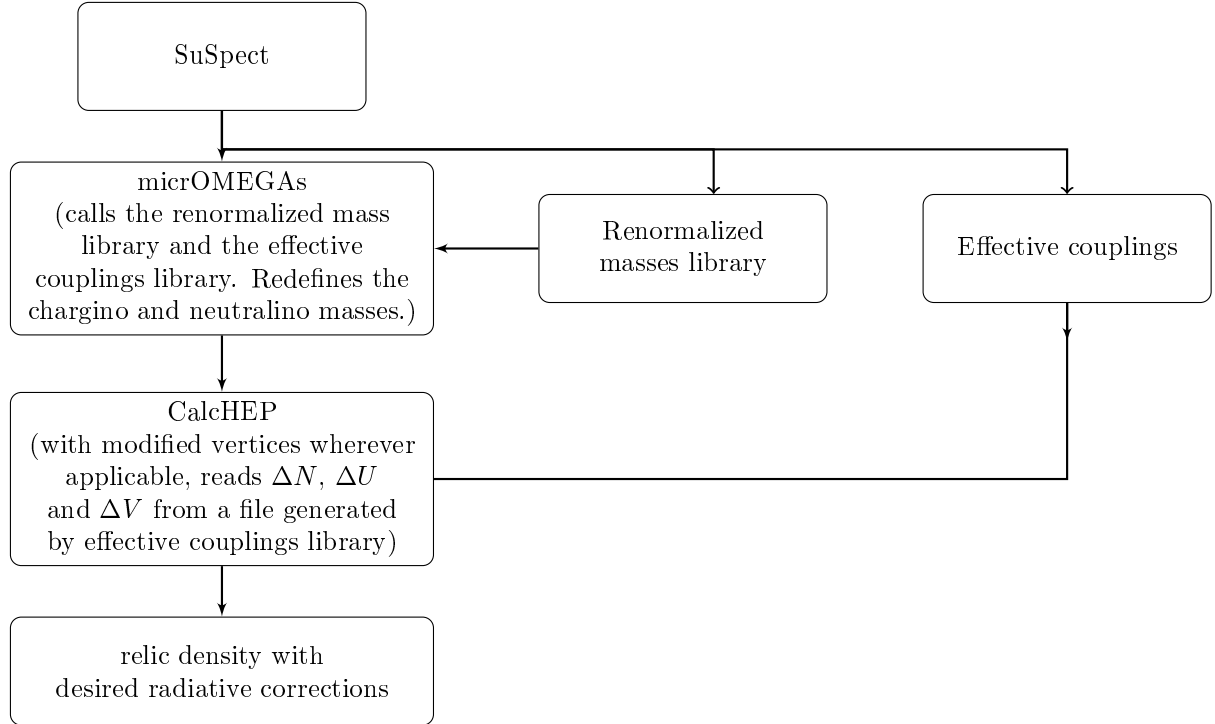 SuSpect
micrOMEGAs
(calls the renormalized mass
library and the effective
couplings library. Redefines the
chargino and neutralino masses.)
Renormalized
masses library
Effective couplings
CalcHEP
(with modified vertices wherever
applicable, reads ΔN, ΔU
and ΔV from a file generated
by effective couplings library)
relic density with
desired radiative corrections